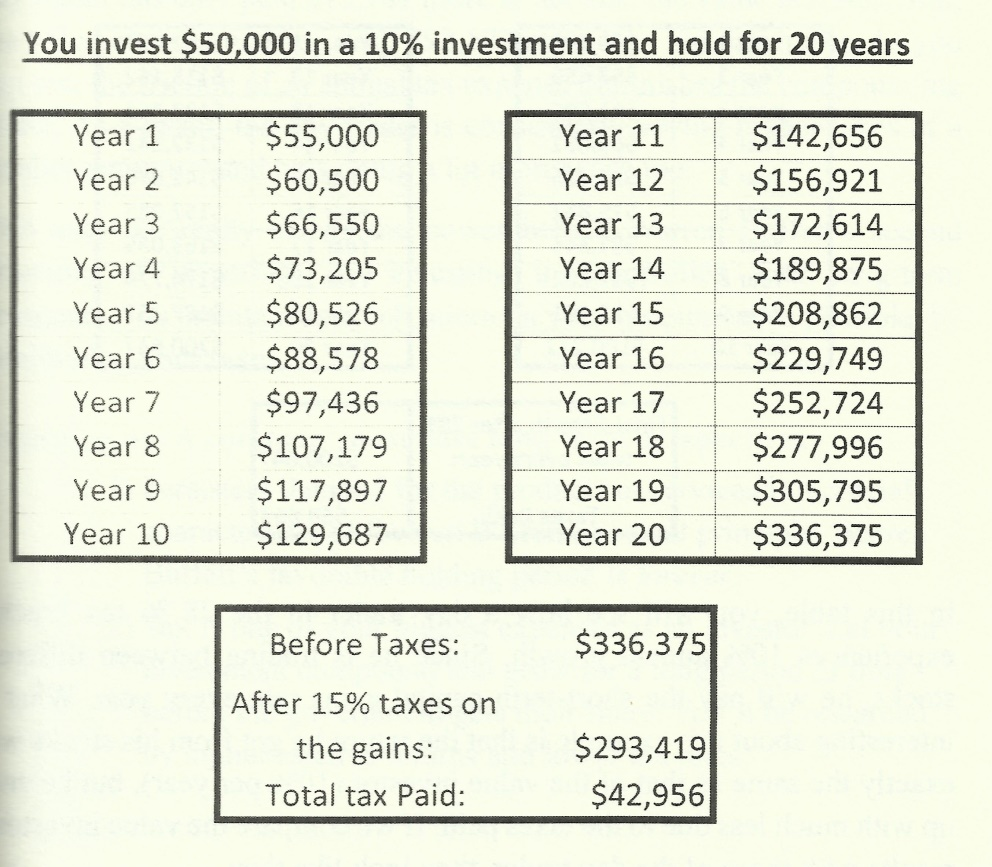 You invest $50,000 in a 10% investment and hold for 20 years
Year 1 $55,000
Year 2 $60,500
Year 3 $66,550
Year 4 $73,205
Year 5 $80,526
Year 6 $88,578
Year 7 $97,436
Year 8 $107,179
Year 9 $117,897
Year 10 $129,687
Year 11 $142,656
Year 12 $156,921
Year 13 $172,614
Year 14 $189,875
Year 15 $208,862
Year 16 $229,749
Year 17 $252,724
Year 18 $277,996
Year 19 $305,795
Year 20 $336,375
Before Taxes: $336,375
After 15% taxes on
the gains: $293,419
Total tax Paid: $42,956